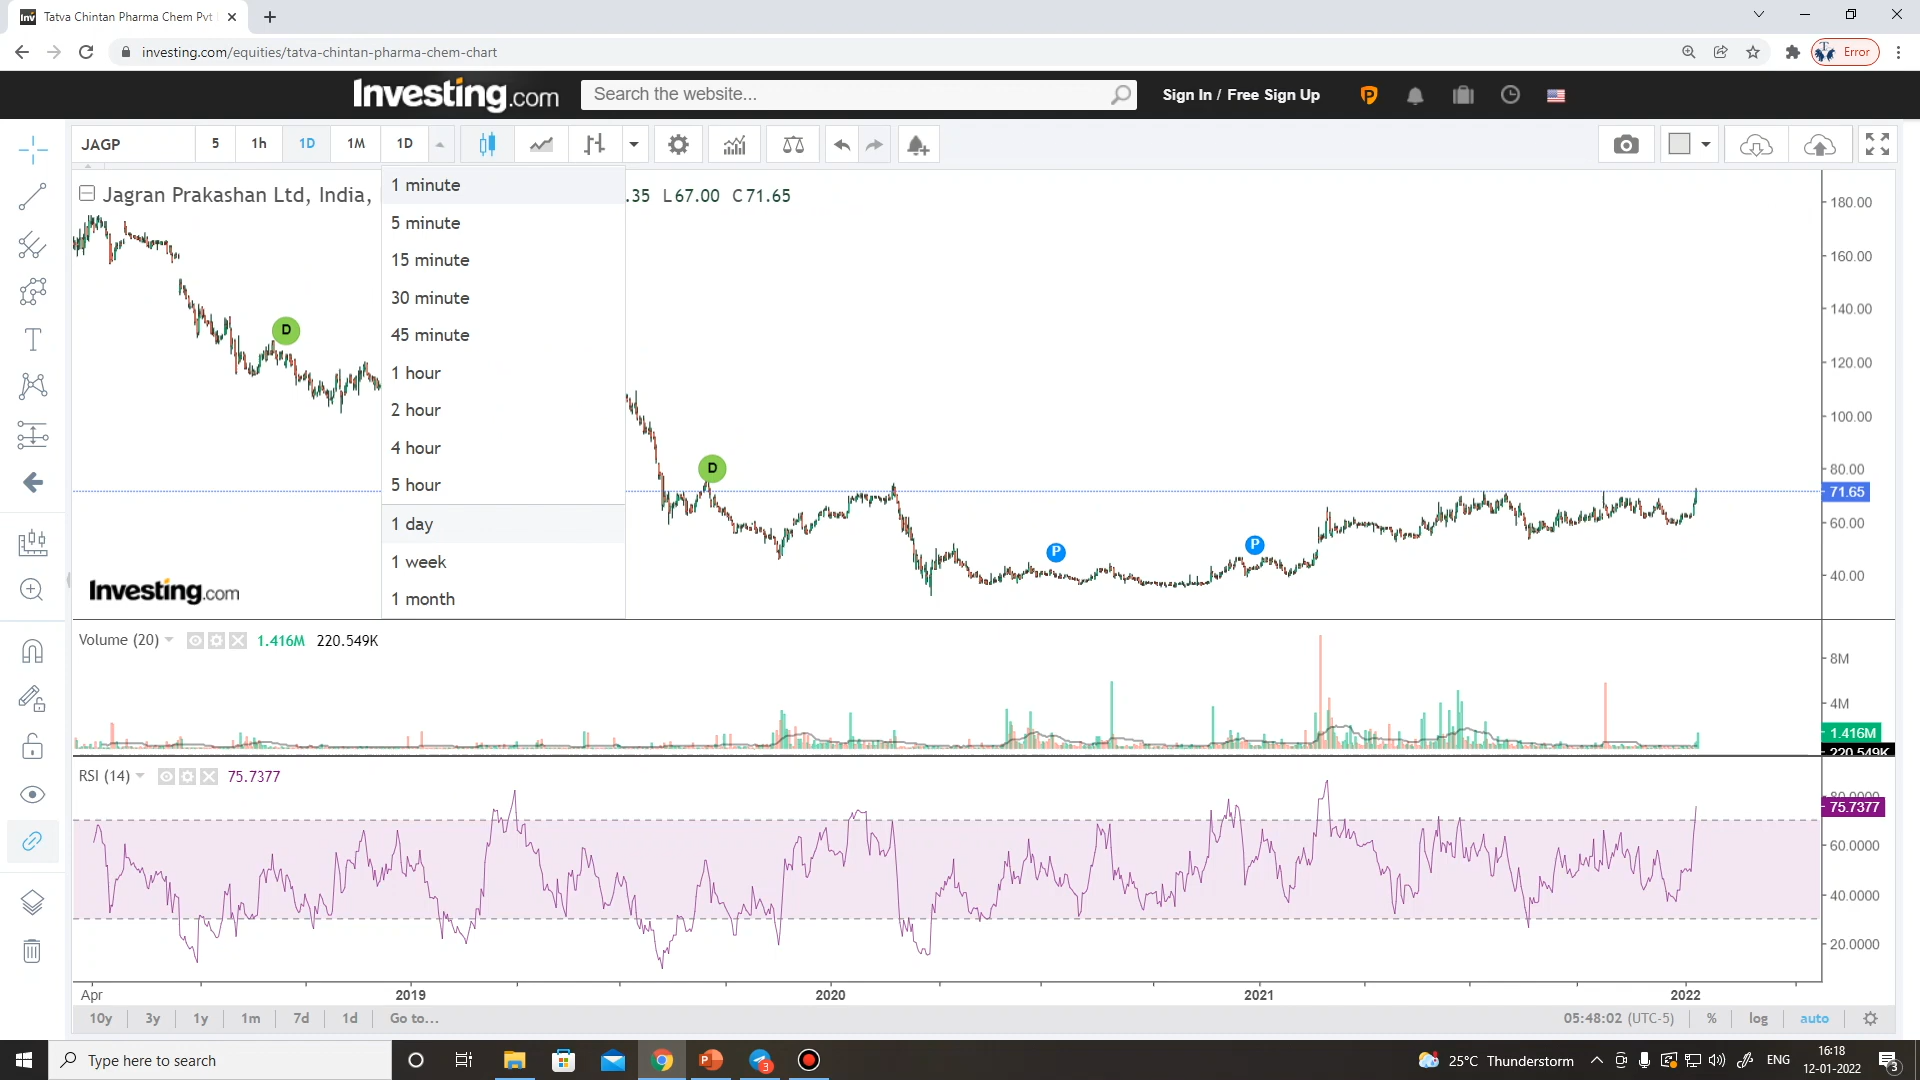 Tatva Chintan Pharma Chem Pvt
investing.com/equities/tatva-chintan-pharma-chem-chart
Error
Investing.com
Search the website...
Sign In / Free Sign Up
JAGP 5 1h 1D 1M 1D
Jagran Prakashan Ltd, India, .35 L67.00 C71.65
1 minute
5 minute
15 minute
30 minute
45 minute
1 hour
2 hour
4 hour
5 hour
1 day
1 week
1 month
D
D
P
P
180.00
160.00
140.00
120.00
100.00
80.00
71.65
60.00
40.00
Investing.com
Volume (20) 1.416M 220.549K
8M
4M
1.416M
220.549K
RSI (14) 75.7377
80.0000
75.7377
60.0000
40.0000
20.0000
Apr 2019 2020 2021 2022
10y 3y 1y 1m 7d 1d Go to... 05:48:02 (UTC-5) % log auto
Type here to search
3
25°C Thunderstorm
ENG
16:18
12-01-2022
3